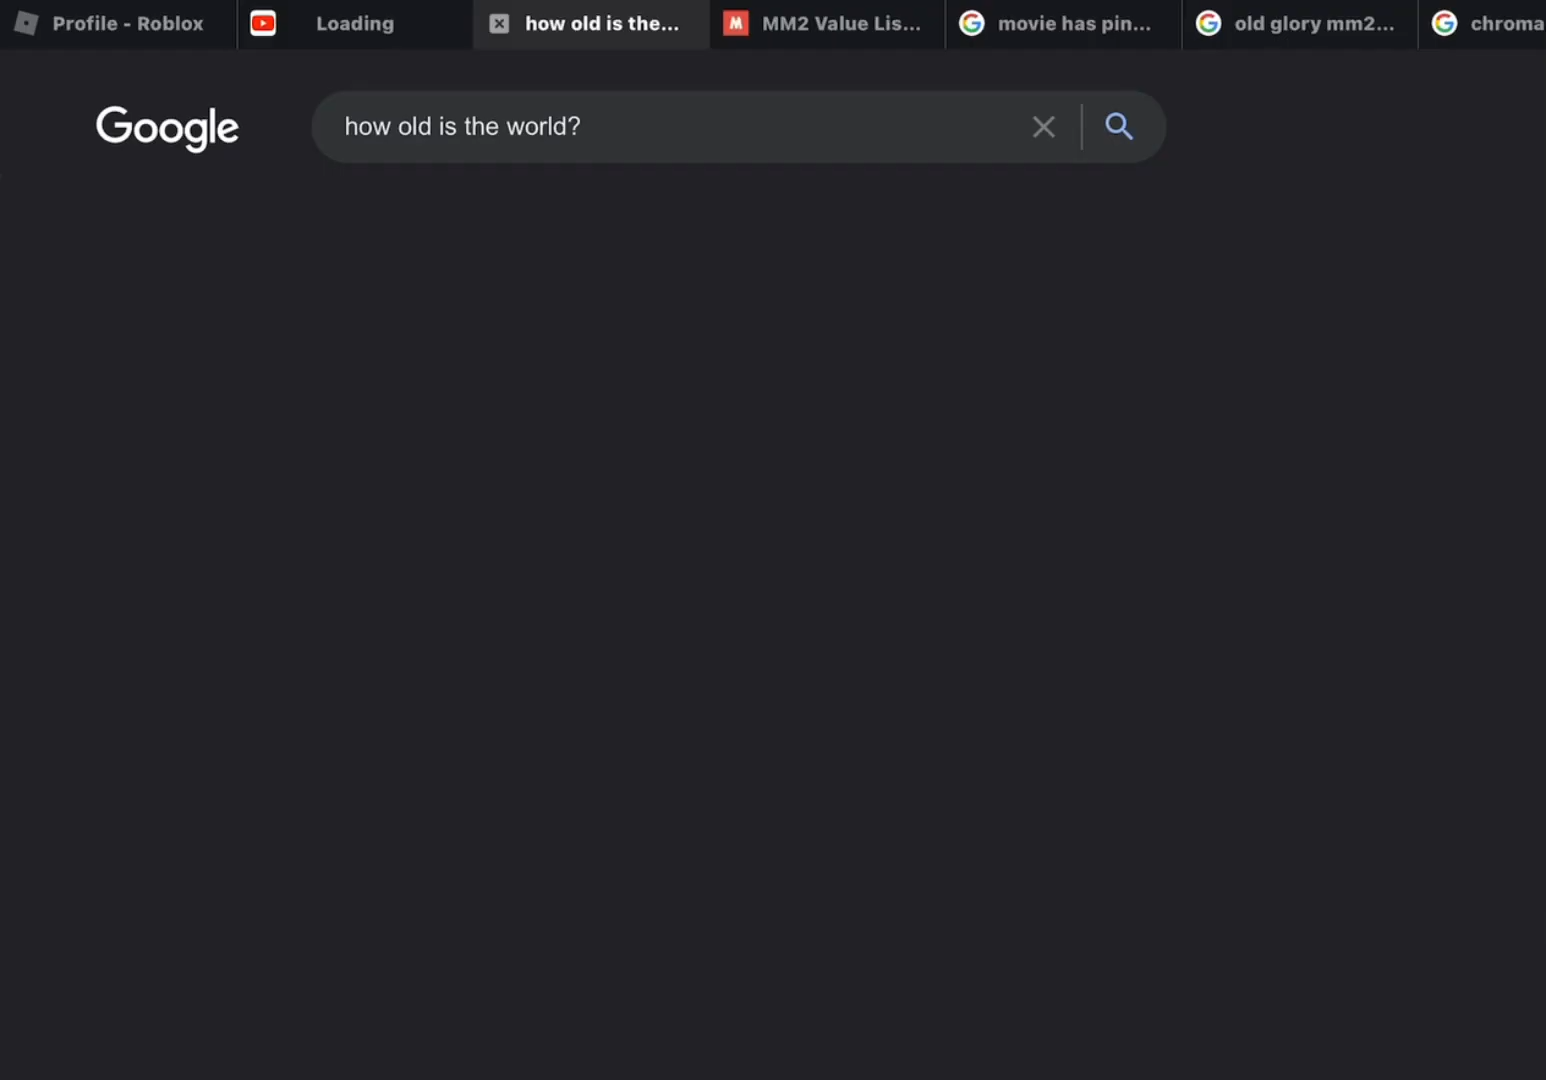 Profile - Roblox
Loading
how old is the...
MM2 Value Lis...
movie has pin...
old glory mm2...
chroma
Google
how old is the world?